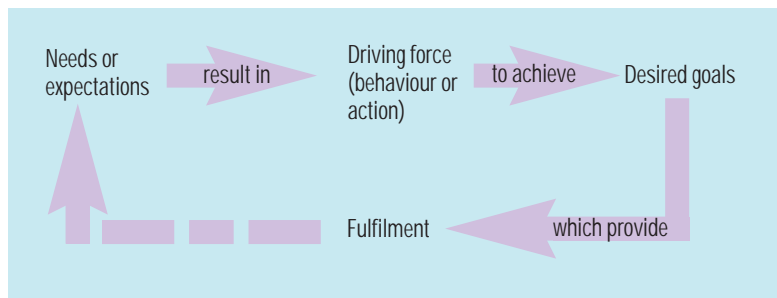 Needs or
expectations
result in
Driving force
(behaviour or
action)
to achieve
Desired goals
which provide
Fulfilment